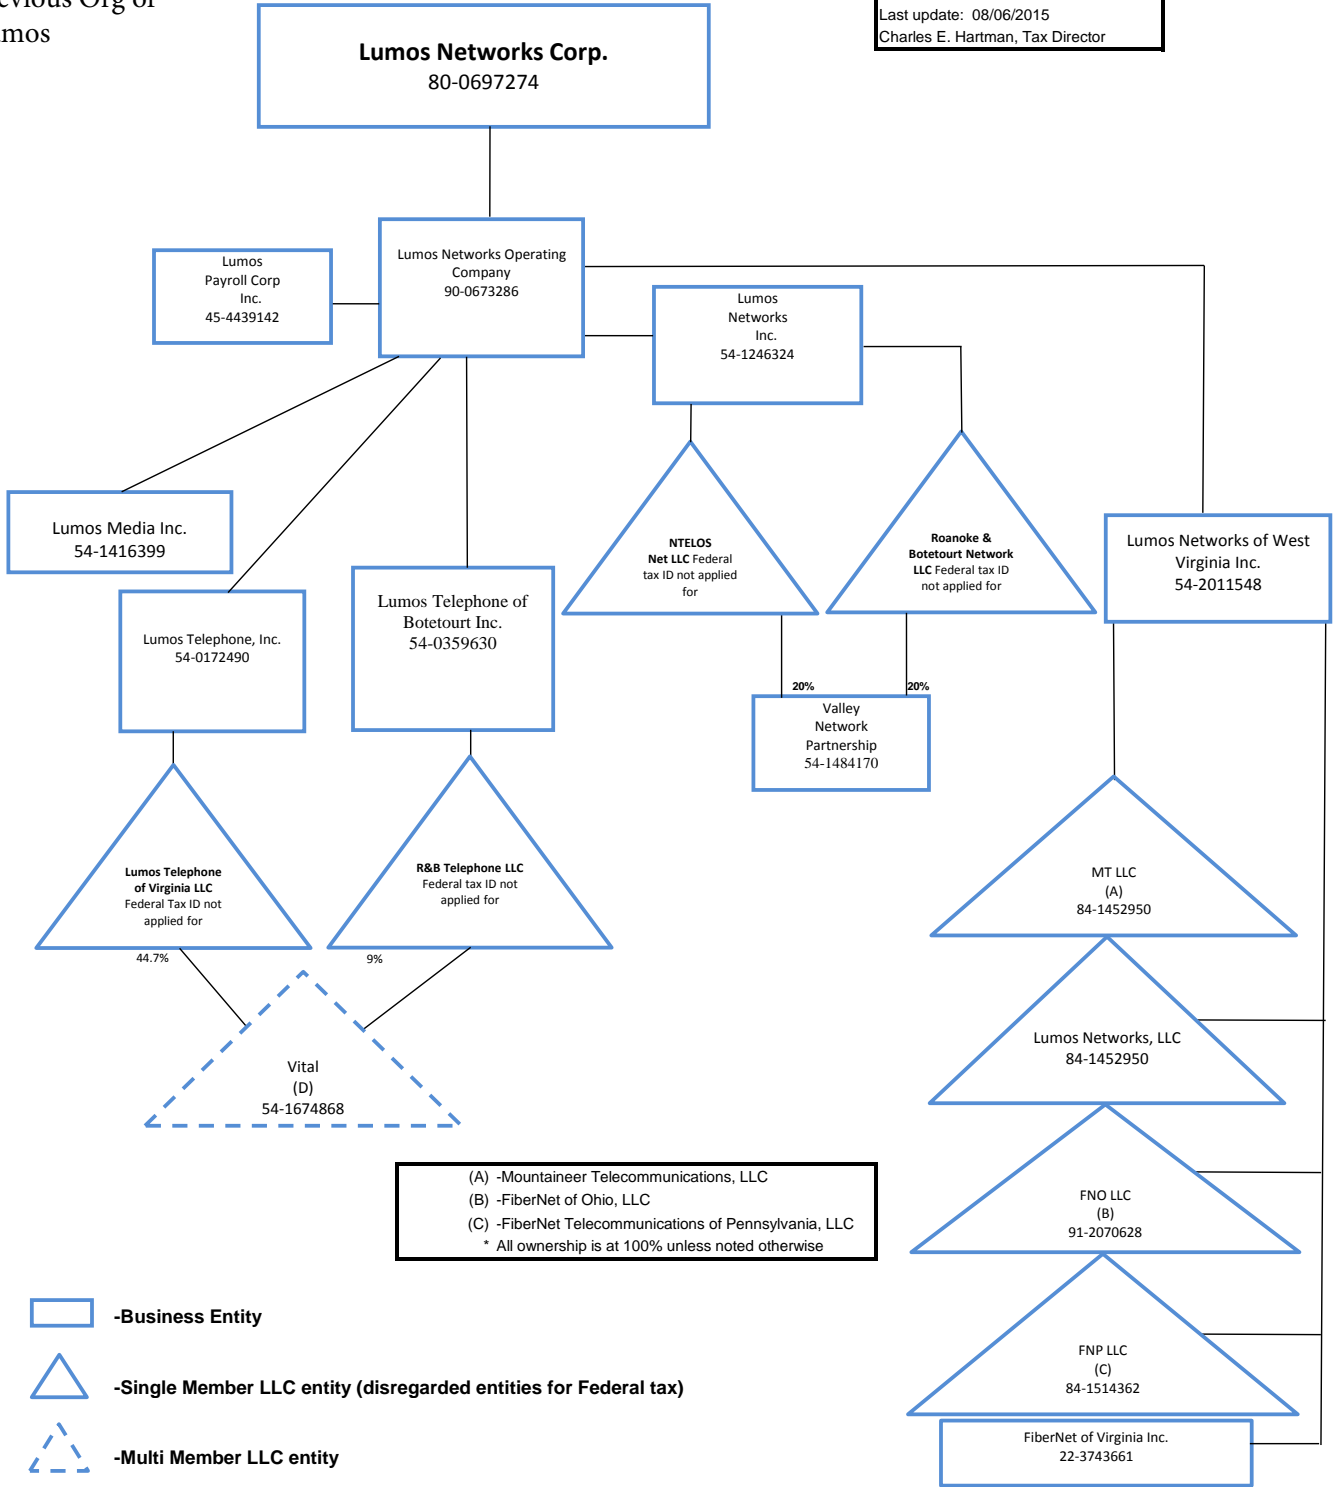 Last update: 08/06/2015
Charles E. Hartman, Tax Director
Lumos Networks Corp.
80-0697274
Lumos Networks Operating
Company
90-0673286
Lumos
Payroll Corp
Inc.
45-4439142
Lumos
Networks
Inc.
54-1246324
Lumos Media Inc.
54-1416399
Lumos Telephone, Inc.
54-0172490
Lumos Telephone of
Botetourt Inc.
54-0359630
NTELOS
Net LLC Federal
tax ID not applied
for
Roanoke &
Botetourt Network
LLC Federal tax ID
not applied for
Lumos Networks of West
Virginia Inc.
54-2011548
20%
20%
Valley
Network
Partnership
54-1484170
Lumos Telephone
of Virginia LLC
Federal Tax ID not
applied for
R&B Telephone LLC
Federal tax ID not
applied for
44.7%
9%
Vital
(D)
54-1674868
MT LLC
(A)
84-1452950
Lumos Networks, LLC
84-1452950
FNO LLC
(B)
91-2070628
FNP LLC
(C)
84-1514362
FiberNet of Virginia Inc.
22-3743661
(A) -Mountaineer Telecommunications, LLC
(B) -FiberNet of Ohio, LLC
(C) -FiberNet Telecommunications of Pennsylvania, LLC
* All ownership is at 100% unless noted otherwise
-Business Entity
-Single Member LLC entity (disregarded entities for Federal tax)
-Multi Member LLC entity